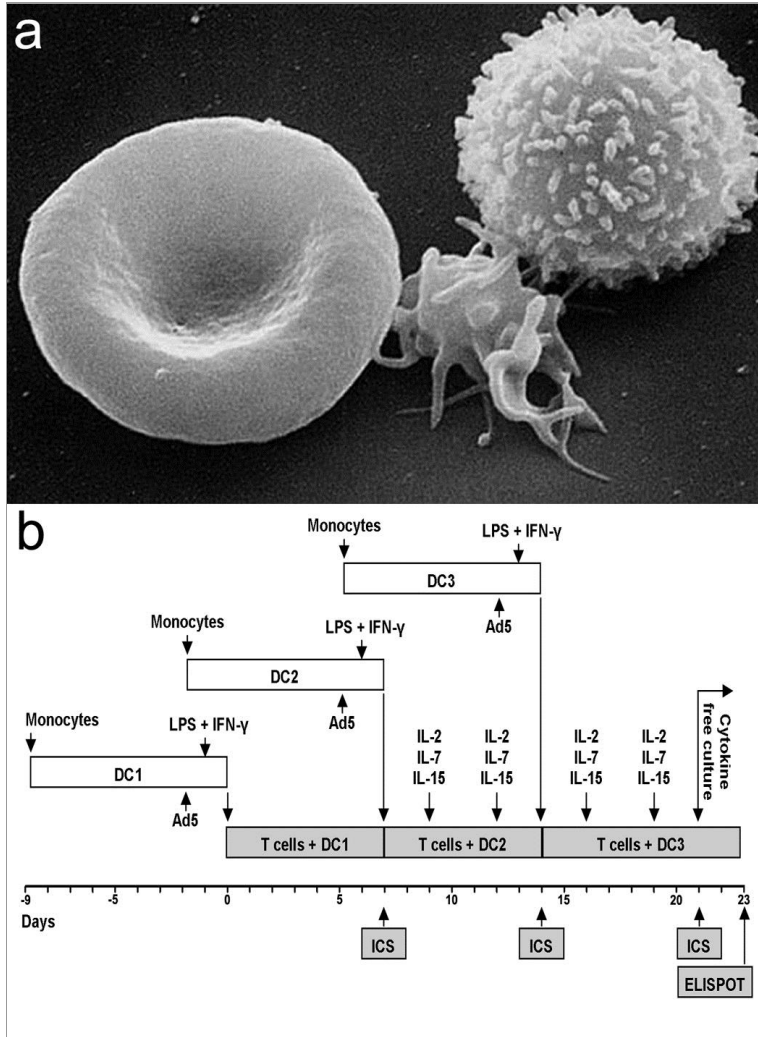 a
b
Monocytes
LPS + IFN-γ
DC3
Ad5
Monocytes
LPS + IFN-γ
DC2
Ad5
Monocytes
LPS + IFN-γ
DC1
Ad5
IL-2
IL-7
IL-15
IL-2
IL-7
IL-15
IL-2
IL-7
IL-15
IL-2
IL-7
IL-15
Cytokine
free culture
T cells + DC1
T cells + DC2
T cells + DC3
-9 -5 0 5 10 15 20 23
Days
ICS
ICS
ICS
ELISPOT